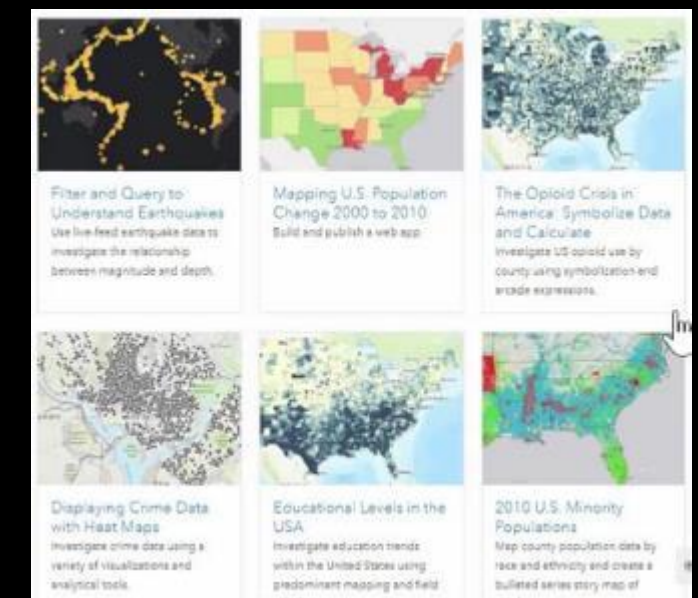 Filter and Query to
Understand Earthquakes
Use live-feed earthquake data to
investigate the relationship
between magnitude and depth.
Mapping U.S. Population
Change 2000 to 2010
Build and publish a web app
The Opioid Crisis in
America: Symbolize Data
and Calculate
Investigate US opioid use by
county using symbolization and
arcade expressions.
Displaying Crime Data
with Heat Maps
Investigate crime data using a
variety of visualizations and
analytical tools.
Educational Levels in the
USA
Investigate education trends
within the United States using
predominant mapping and field
2010 U.S. Minority
Populations
Map county population data by
race and ethnicity and create a
bulleted series story map of